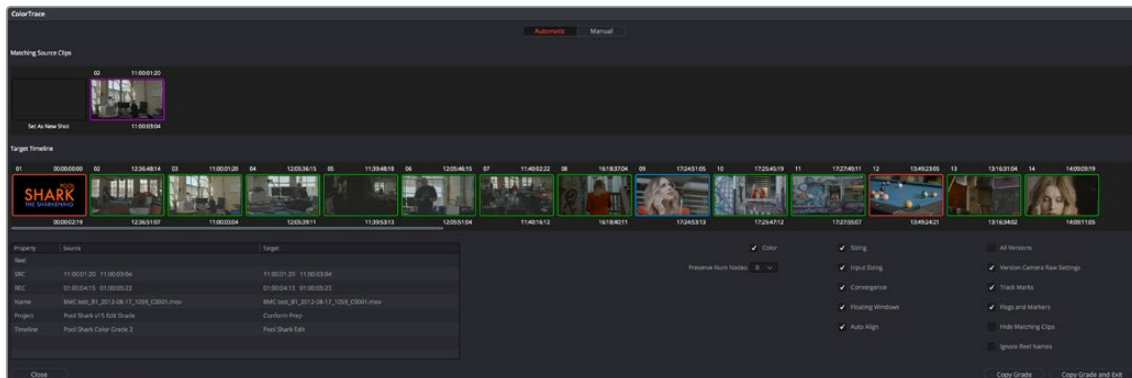 ColorTrace
Automatic Manual
Matching Source Clips
02 11:00:01:20
Set As New Shot 11:00:03:04
Target Timeline
01 00:00:00:00 02 12:36:48:14 03 11:00:01:20 04 12:05:36:15 05 11:39:48:18 06 12:05:46:15 07 11:40:02:22 08 16:18:37:04 09 17:24:51:05 10 17:25:45:19 11 17:27:49:11 12 13:49:23:05 13 13:16:31:04 14 14:09:09:19
POOL
SHARK
THE SHARKENING
00:00:02:19 12:36:51:07 11:00:03:04 12:05:39:11 11:39:53:13 12:05:51:04 11:40:16:12 16:18:40:11 17:24:53:13 17:25:47:12 17:27:55:07 13:49:24:21 13:16:34:02 14:09:11:05
Property Source Target
Reel
SRC 11:00:01:20 11:00:03:04 11:00:01:20 11:00:03:04
REC 01:00:04:15 01:00:05:23 01:00:04:15 01:00:05:23
Name BMC test_B1_2012-08-17_1059_C0001.mov BMC test_B1_2012-08-17_1059_C0001.mov
Project Pool Shark v15 Edit Grade Conform Prep
Timeline Pool Shark Color Grade 2 Pool Shark Edit
Color Sizing All Versions
Preserve Num Nodes 0 Input Sizing Version Camera Raw Settings
Convergence Track Marks
Floating Windows Flags and Markers
Auto Align Hide Matching Clips
Ignore Reel Names
Close Copy Grade Copy Grade and Exit